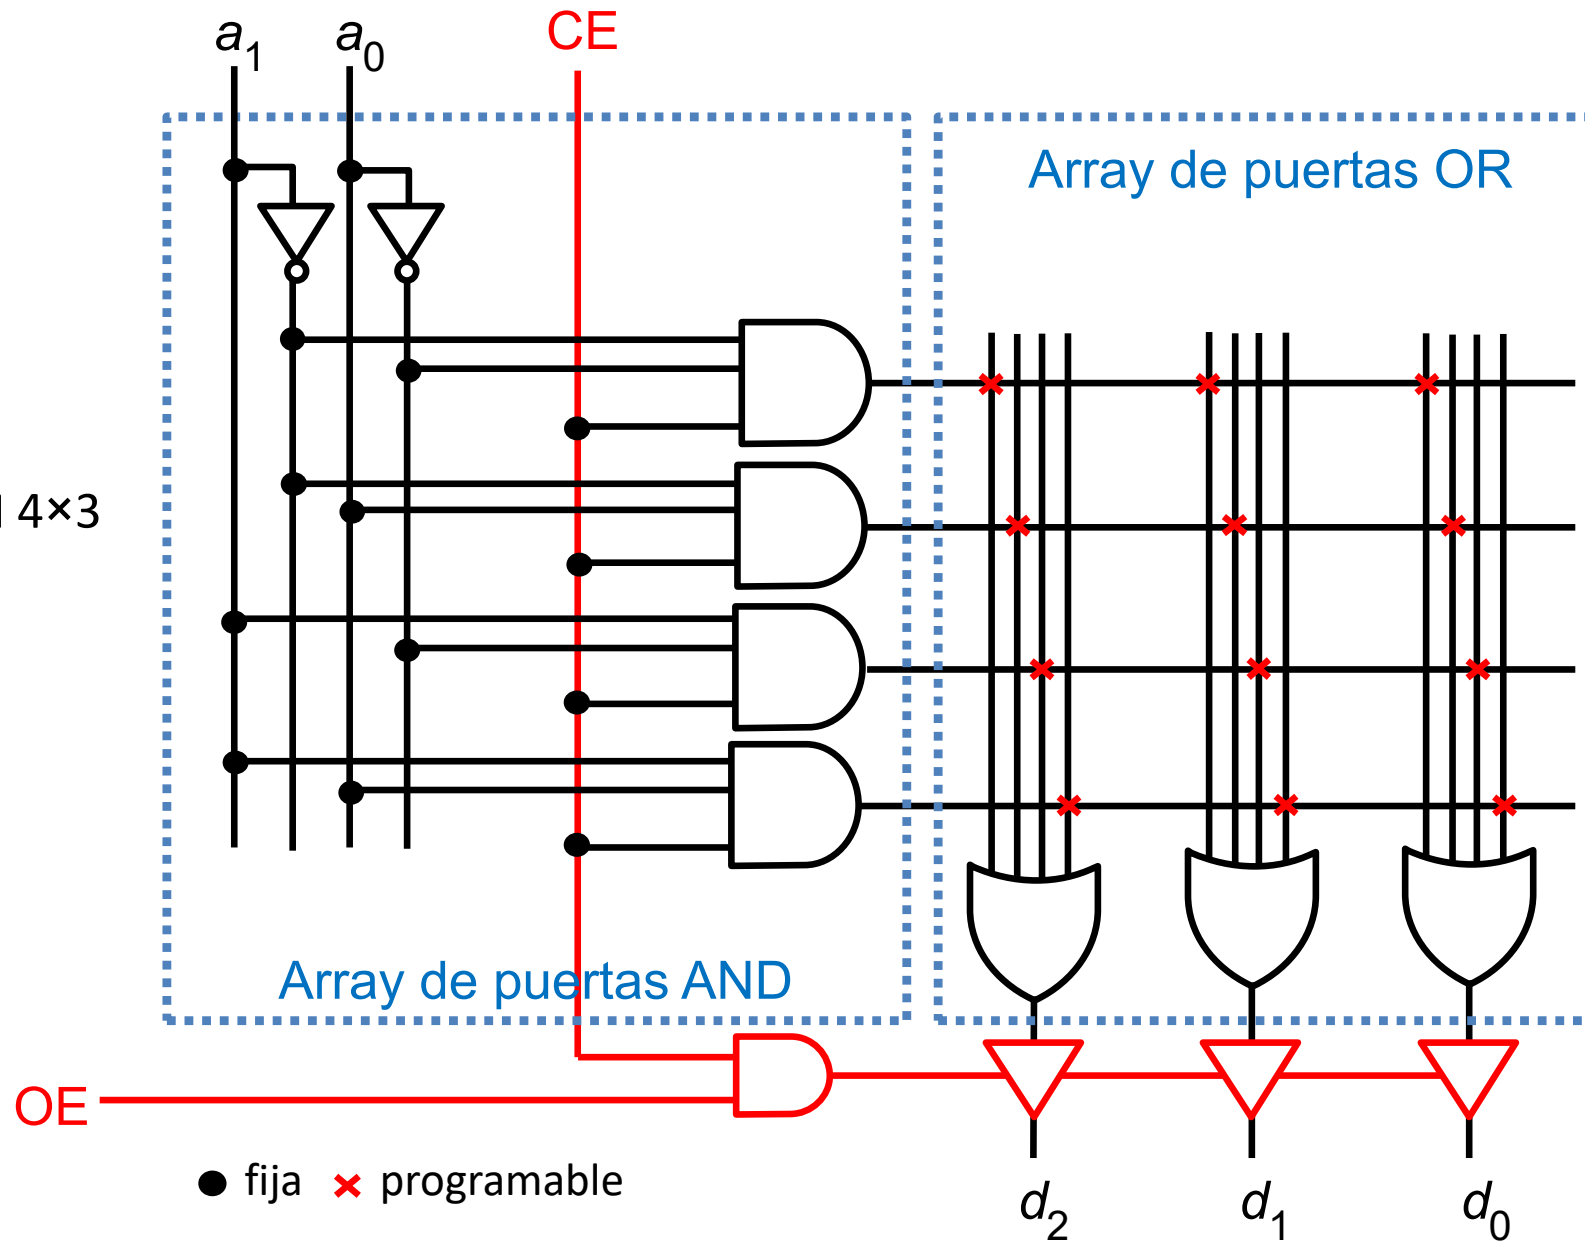 a1 a0 CE
Array de puertas OR
4×3
Array de puertas AND
OE
fija programable
d2 d1 d0